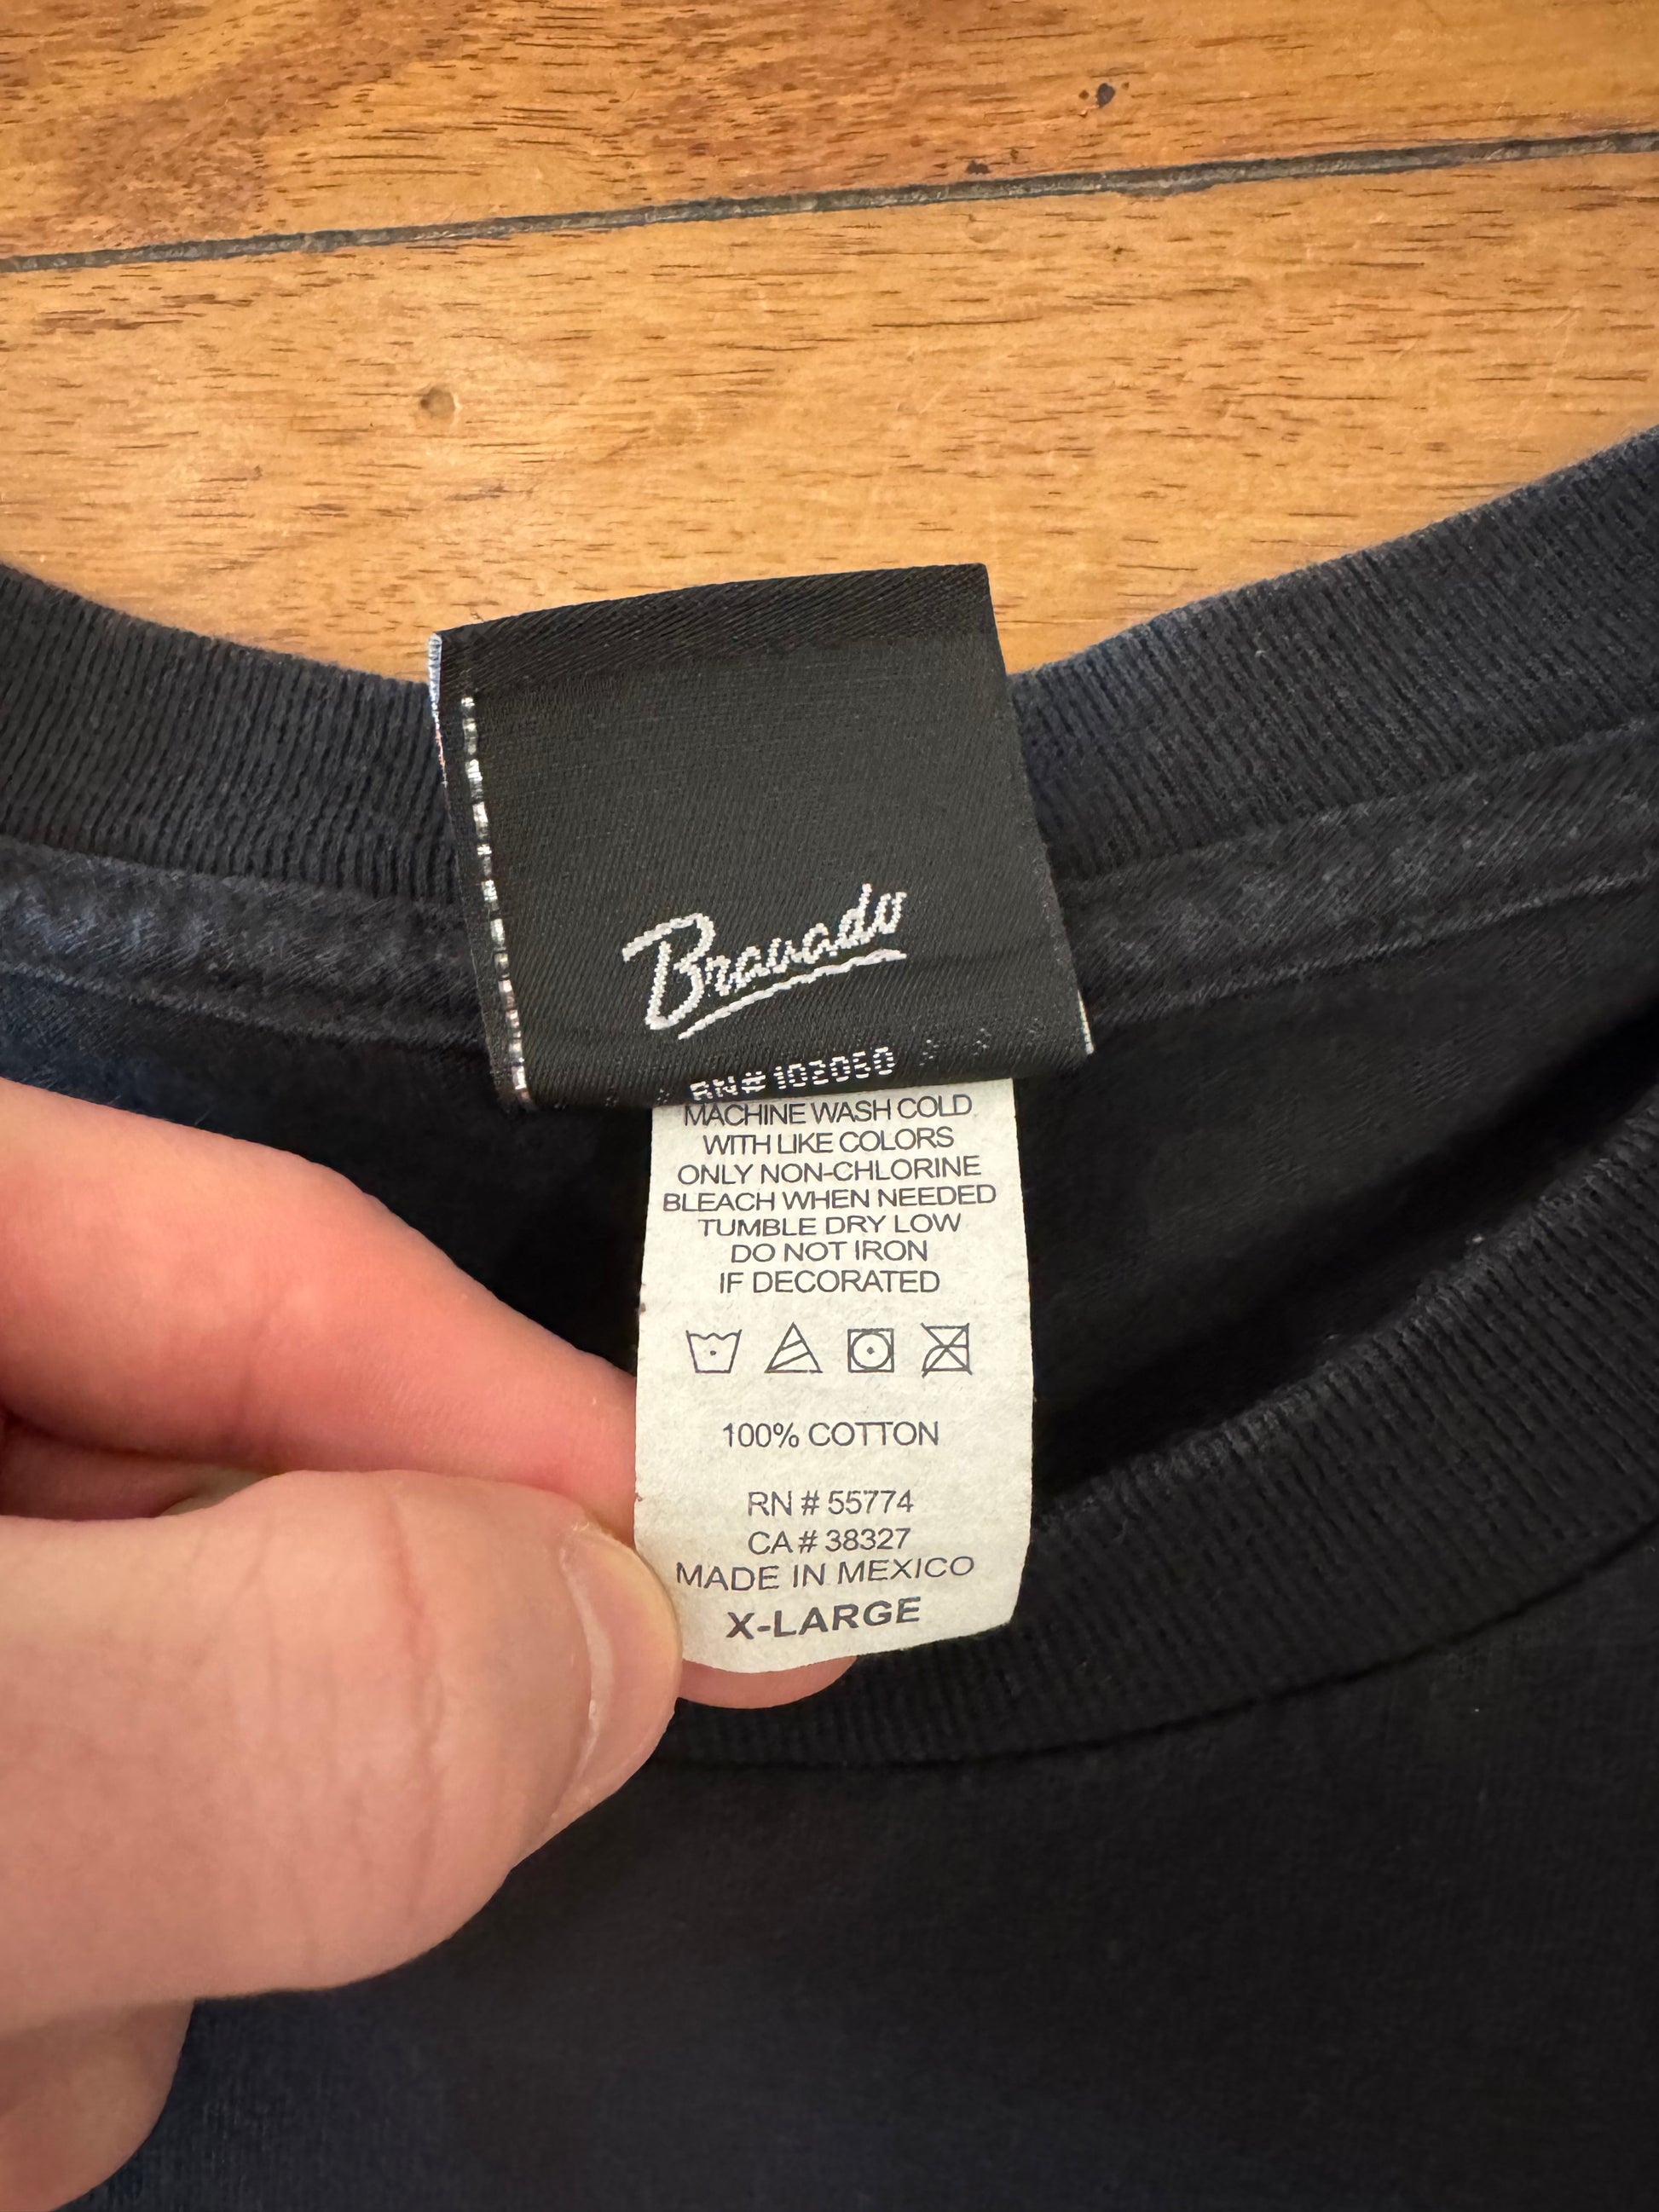 Bravado
RN#102050
MACHINE WASH COLD
WITH LIKE COLORS
ONLY NON-CHLORINE
BLEACH WHEN NEEDED
TUMBLE DRY LOW
DO NOT IRON
IF DECORATED
100% COTTON
RN # 55774
CA # 38327
MADE IN MEXICO
X-LARGE